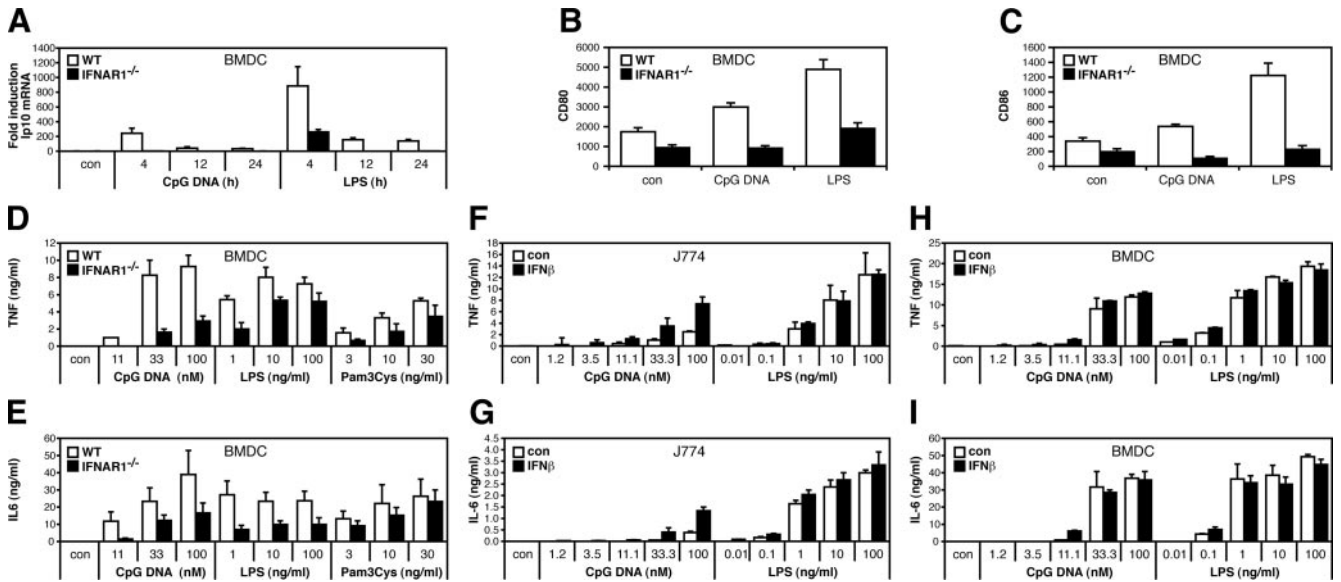 A
Fold induction
Ip10 mRNA
1400
1200
1000
800
600
400
200
0
WT
IFNAR1-/-
BMDC
con 4 12 24 4 12 24
CpG DNA (h) LPS (h)
B
CD80
6000
5000
4000
3000
2000
1000
0
WT
IFNAR1-/-
BMDC
con CpG DNA LPS
C
CD86
1600
1400
1200
1000
800
600
400
200
0
WT
IFNAR1-/-
BMDC
con CpG DNA LPS
D
TNF (ng/ml)
12
10
8
6
4
2
0
WT
IFNAR1-/-
BMDC
con 11 33 100 1 10 100 3 10 30
CpG DNA (nM) LPS (ng/ml) Pam3Cys (ng/ml)
F
TNF (ng/ml)
18
16
14
12
10
8
6
4
2
0
con
IFNβ
J774
con 1.2 3.5 11.1 33.3 100 0.01 0.1 1 10 100
CpG DNA (nM) LPS (ng/ml)
H
TNF (ng/ml)
25
20
15
10
5
0
con
IFNβ
BMDC
con 1.2 3.5 11.1 33.3 100 0.01 0.1 1 10 100
CpG DNA (nM) LPS (ng/ml)
E
IL6 (ng/ml)
60
50
40
30
20
10
0
WT
IFNAR1-/-
BMDC
con 11 33 100 1 10 100 3 10 30
CpG DNA (nM) LPS (ng/ml) Pam3Cys (ng/ml)
G
IL-6 (ng/ml)
4.5
4.0
3.5
3.0
2.5
2.0
1.5
1.0
0.5
0.0
con
IFNβ
J774
con 1.2 3.5 11.1 33.3 100 0.01 0.1 1 10 100
CpG DNA (nM) LPS (ng/ml)
I
IL-6 (ng/ml)
60
50
40
30
20
10
0
con
IFNβ
BMDC
con 1.2 3.5 11.1 33.3 100 0.01 0.1 1 10 100
CpG DNA (nM) LPS (ng/ml)